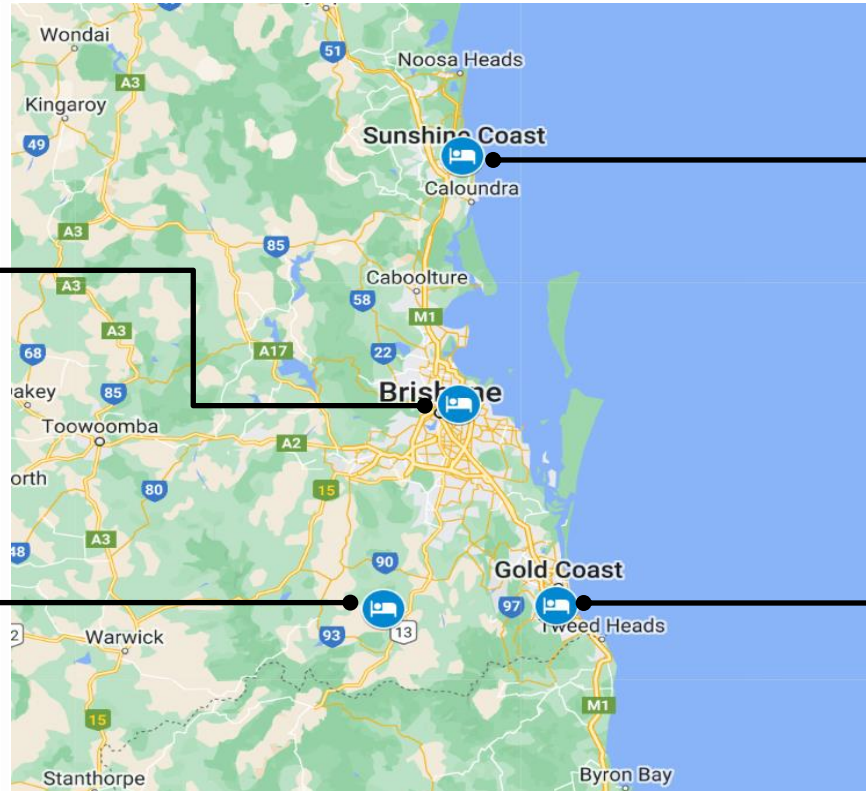 Wondai
51
Noosa Heads
A3
Kingaroy
49
Sunshine Coast
Caloundra
A3
85
A3
Caboolture
58
M1
A3
68
A17
22
akey
85
Brisbane
Toowoomba
A2
orth
80
15
A3
48
90
Gold Coast
97
2
Warwick
93
13
Tweed Heads
M1
15
Stanthorpe
Byron Bay